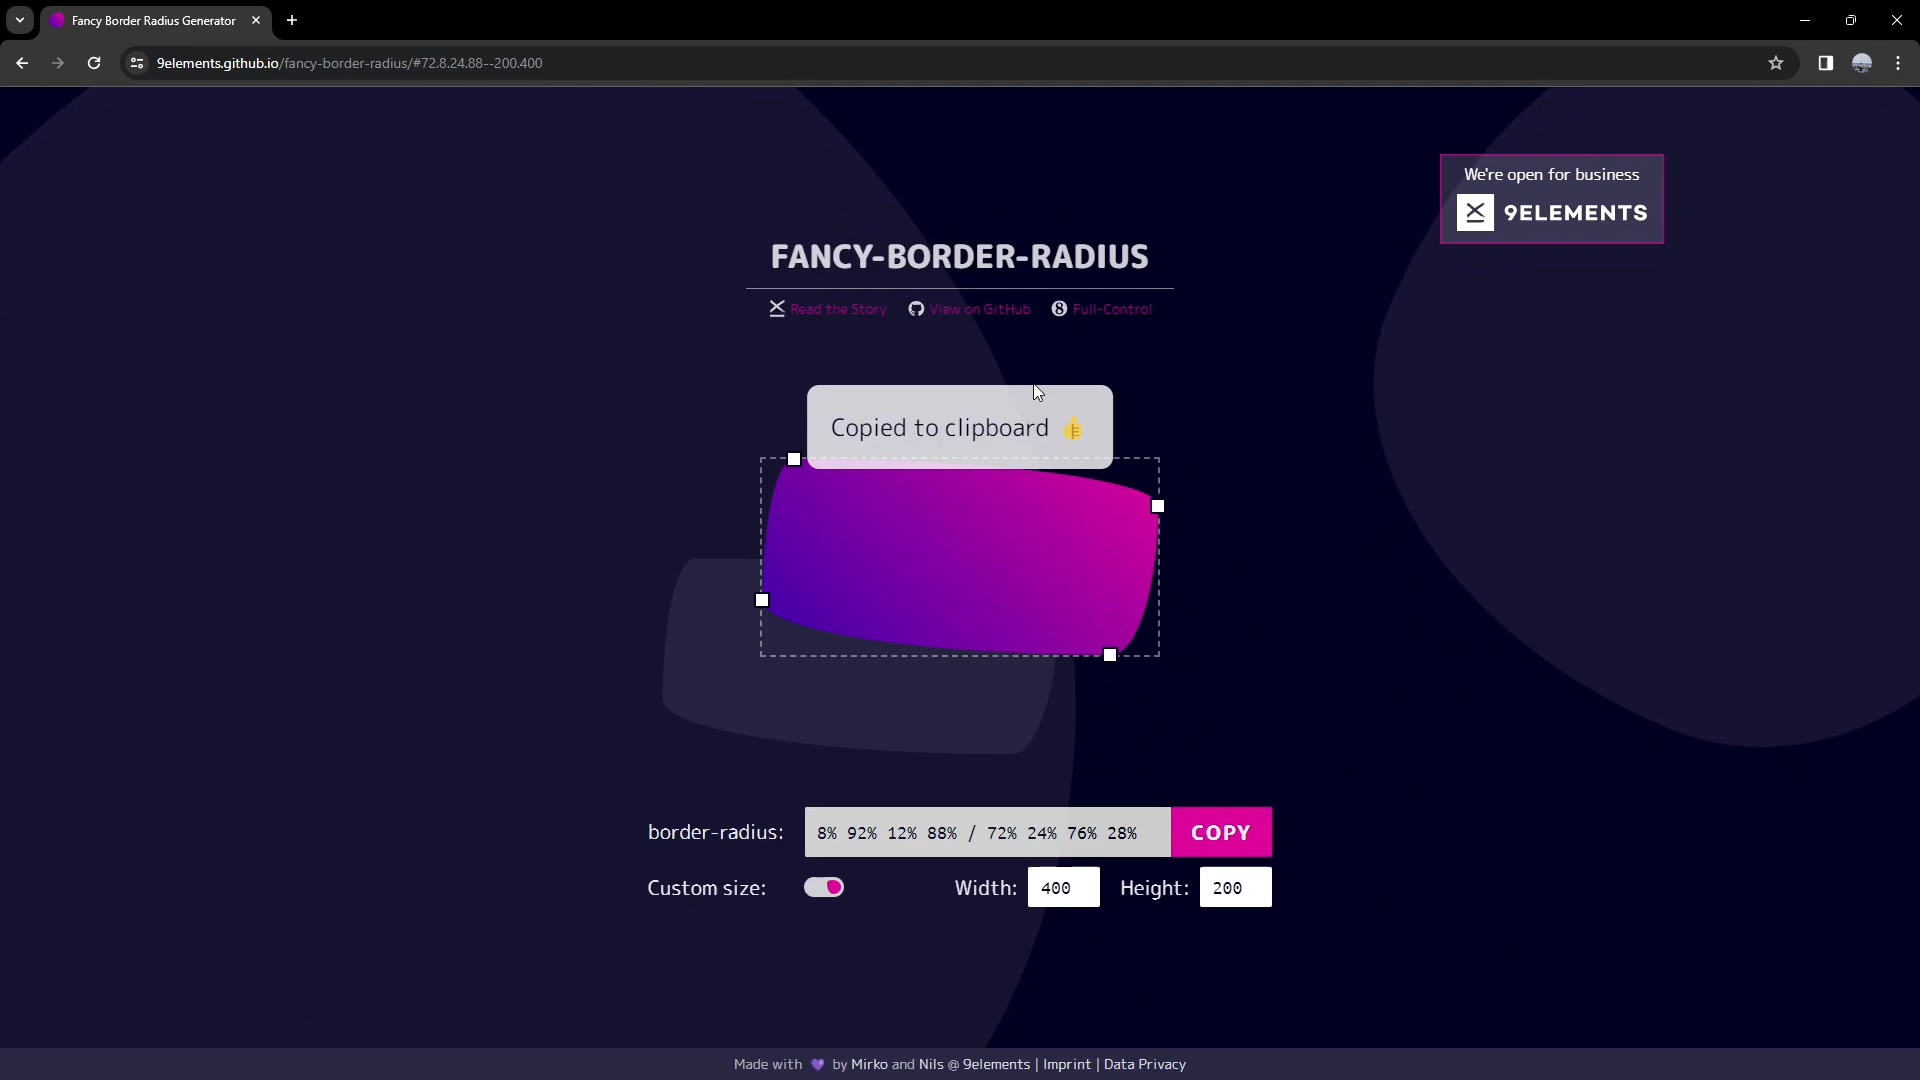 Fancy Border Radius Generator
9elements.github.io/fancy-border-radius/#72.8.24.88--200.400
We're open for business
9ELEMENTS
FANCY-BORDER-RADIUS
Read the Story View on GitHub Full-Control
Copied to clipboard 👍
border-radius: 8% 92% 12% 88% / 72% 24% 76% 28% COPY
Custom size: Width: 400 Height: 200
Made with 💜 by Mirko and Nils @ 9elements | Imprint | Data Privacy